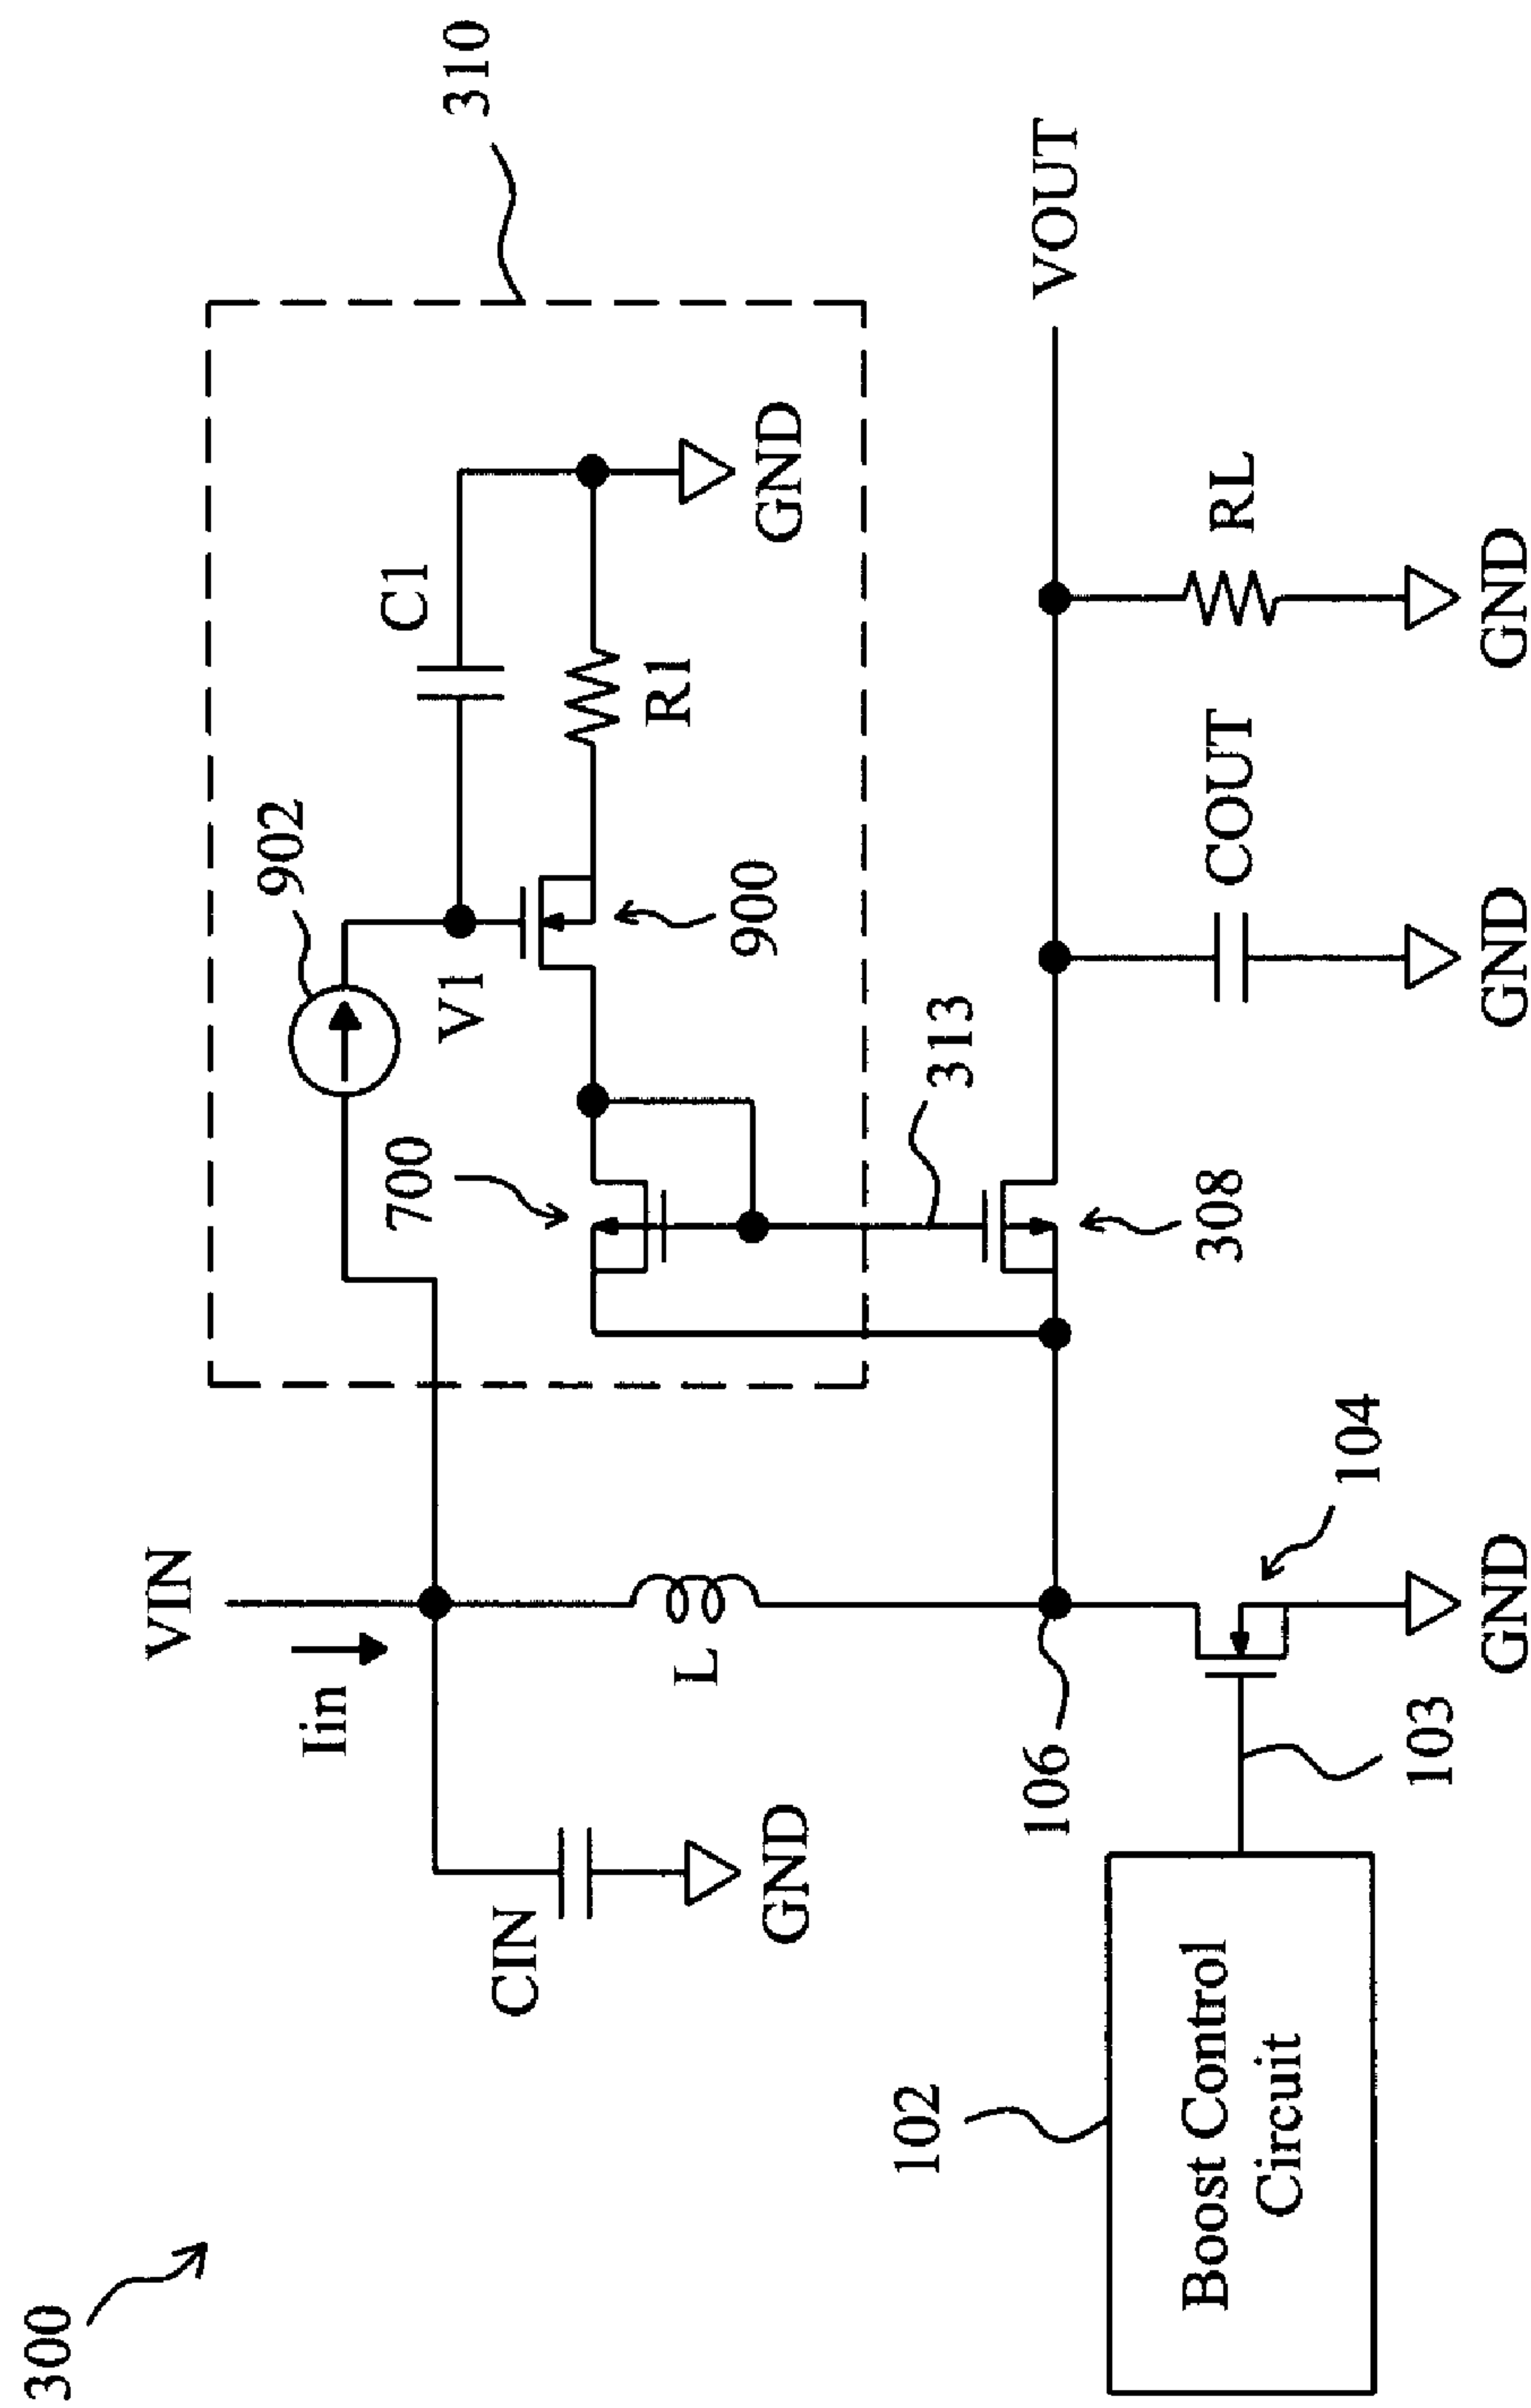 300
VIN
Iin
CIN
GND
L
902
C1
310
V1
700
R1
900
GND
313
VOUT
106
308
COUT
RL
102
Boost Control
Circuit
103
104
GND
GND
GND